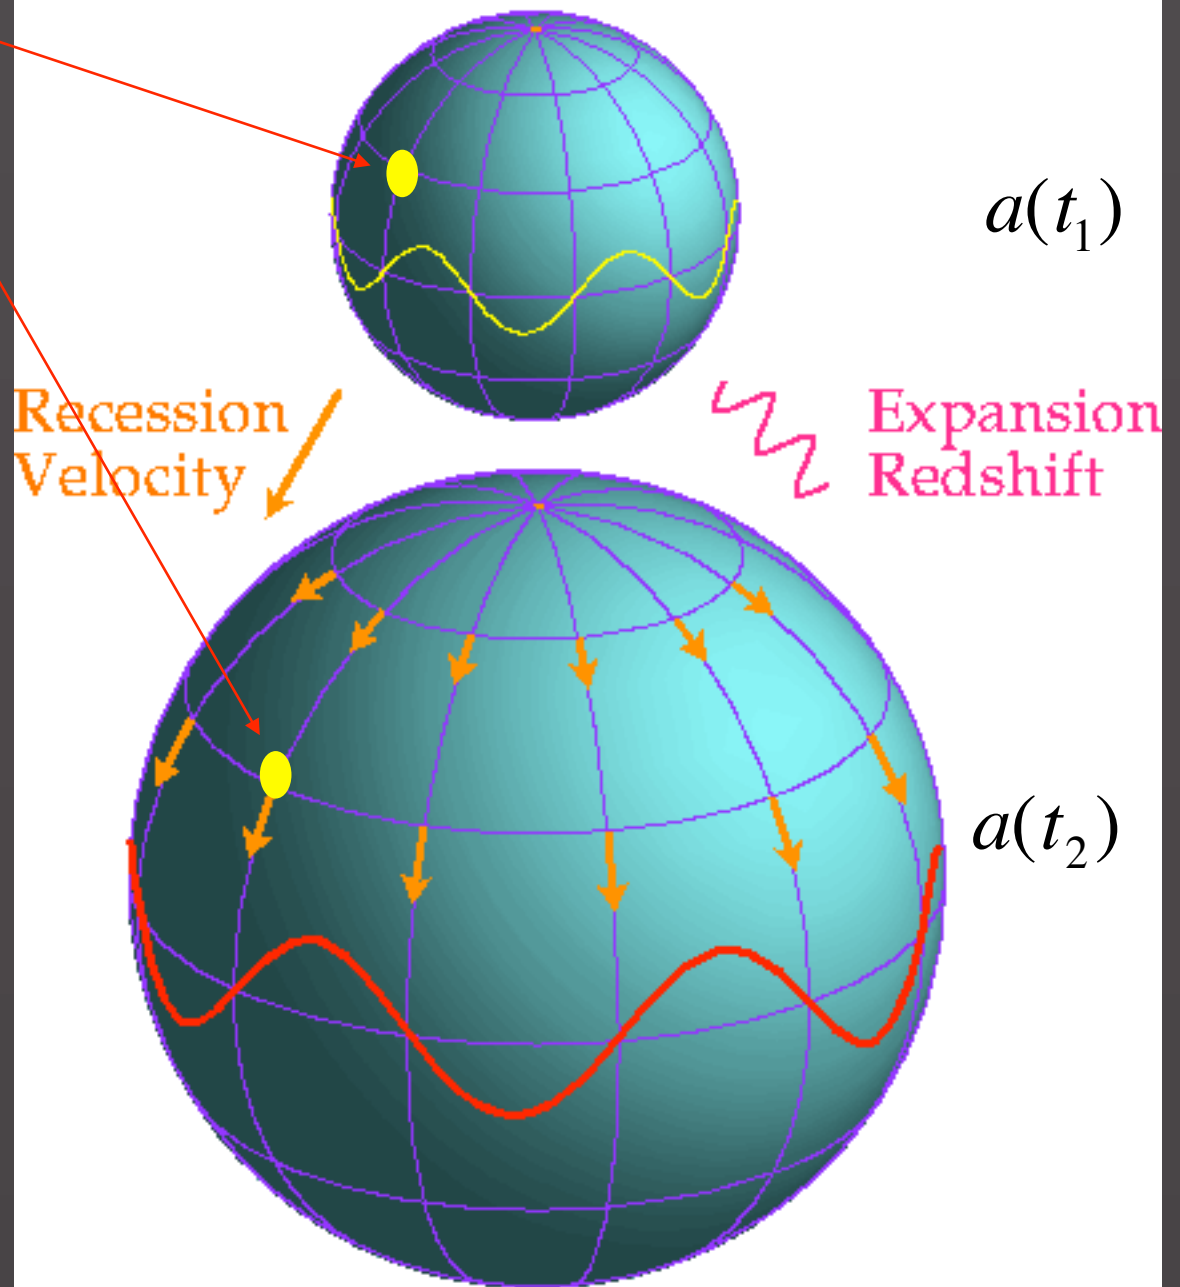 a(t₁)
Recession
Velocity
Expansion
Redshift
a(t₂)